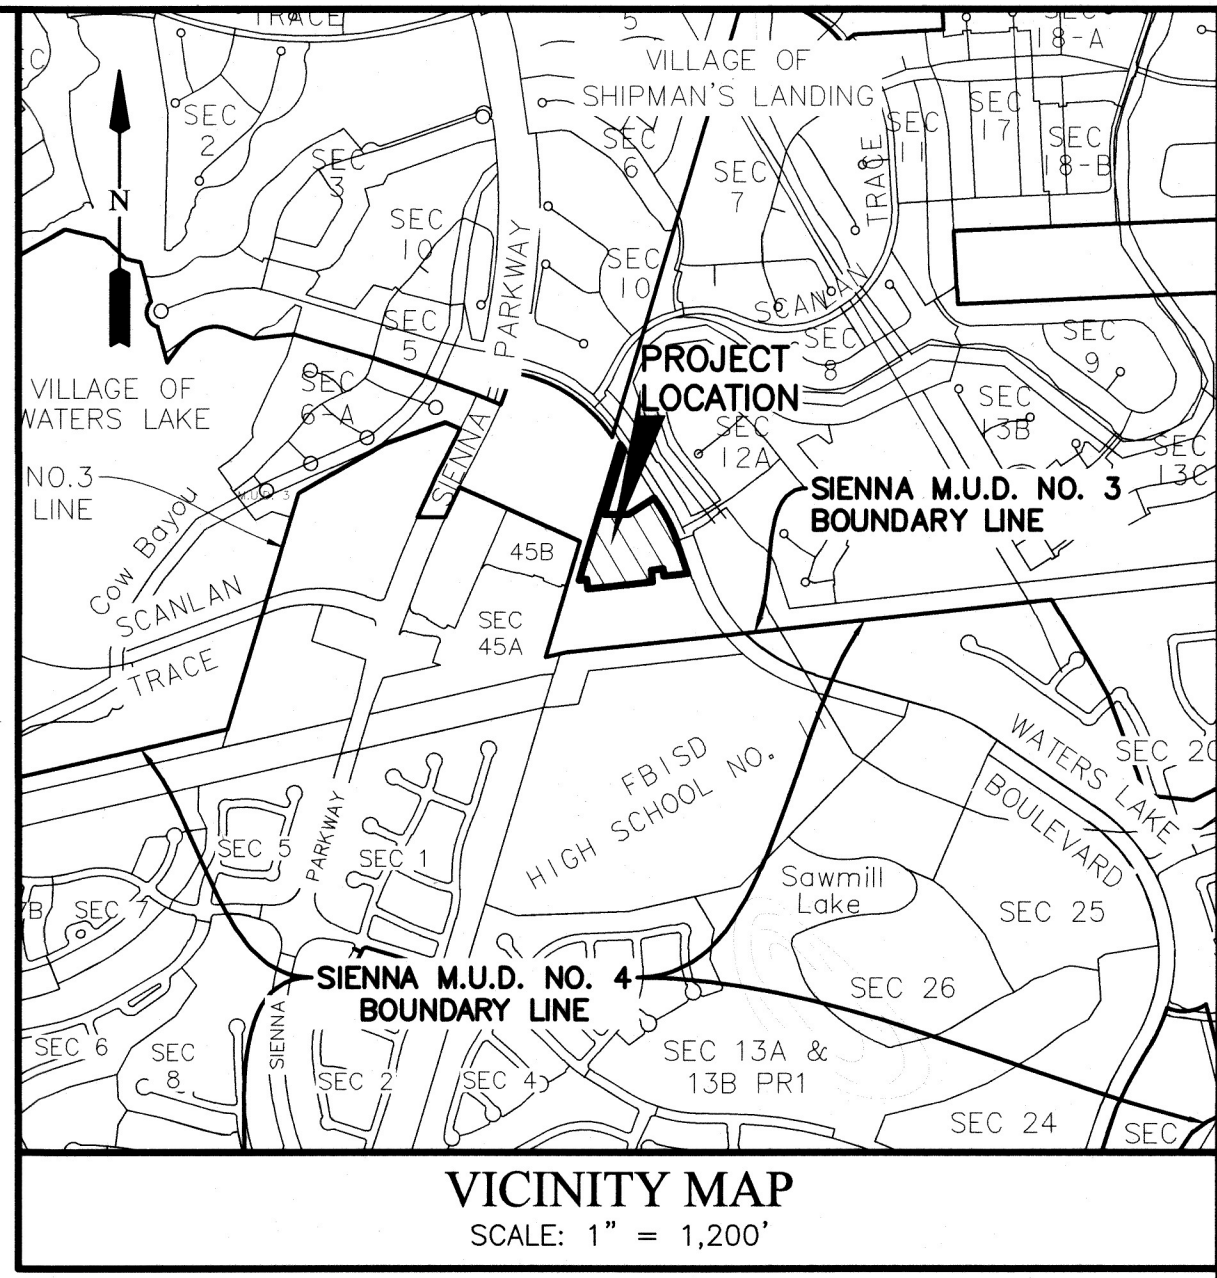 TRACE
5
SEC
18-A
VILLAGE OF
SHIPMAN'S LANDING
SEC
2
SEC
3
SEC
6
SEC
7
SEC
11
SEC
17
SEC
18-B
TRACE
N
SEC
10
PARKWAY
SEC
10
SCANLAN
SEC
5
SEC
8
SEC
9
PROJECT
LOCATION
VILLAGE OF
WATERS LAKE
SEC
6-A
SIENNA
SEC
13B
SEC
12A
SEC
13C
NO.3
LINE
M.U.D. 3
SIENNA M.U.D. NO. 3
BOUNDARY LINE
Cow Bayou
45B
SCANLAN
TRACE
SEC
45A
FBISD
HIGH SCHOOL NO. 11
WATERS LAKE
BOULEVARD
SEC 20
PARKWAY
SEC 5
SEC 1
Sawmill
Lake
7B
SEC 7
SEC 25
SIENNA M.U.D. NO. 4
BOUNDARY LINE
SEC 26
SIENNA
SEC 6
SEC
8
SEC 2
SEC 4
SEC 13A &
13B PR1
SEC 24
SEC
VICINITY MAP
SCALE: 1" = 1,200'